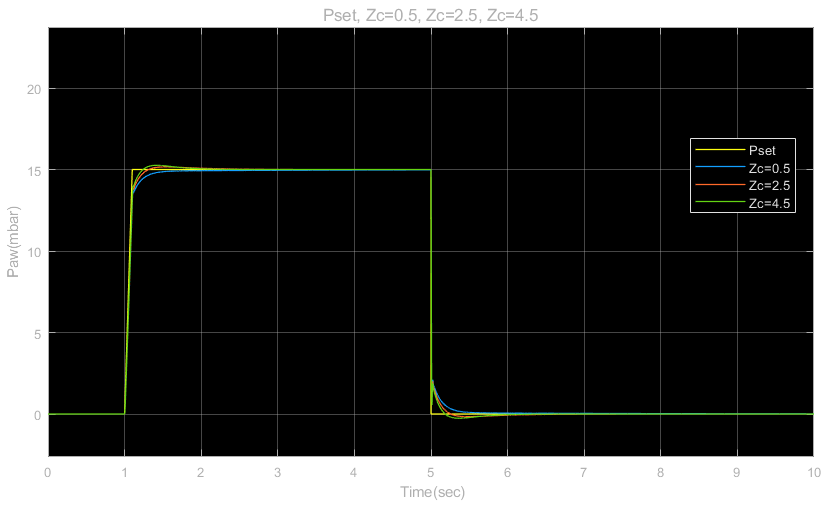 Pset, Zc=0.5, Zc=2.5, Zc=4.5
20
15
10
5
0
Paw(mbar)
Pset
Zc=0.5
Zc=2.5
Zc=4.5
0 1 2 3 4 5 6 7 8 9 10
Time(sec)